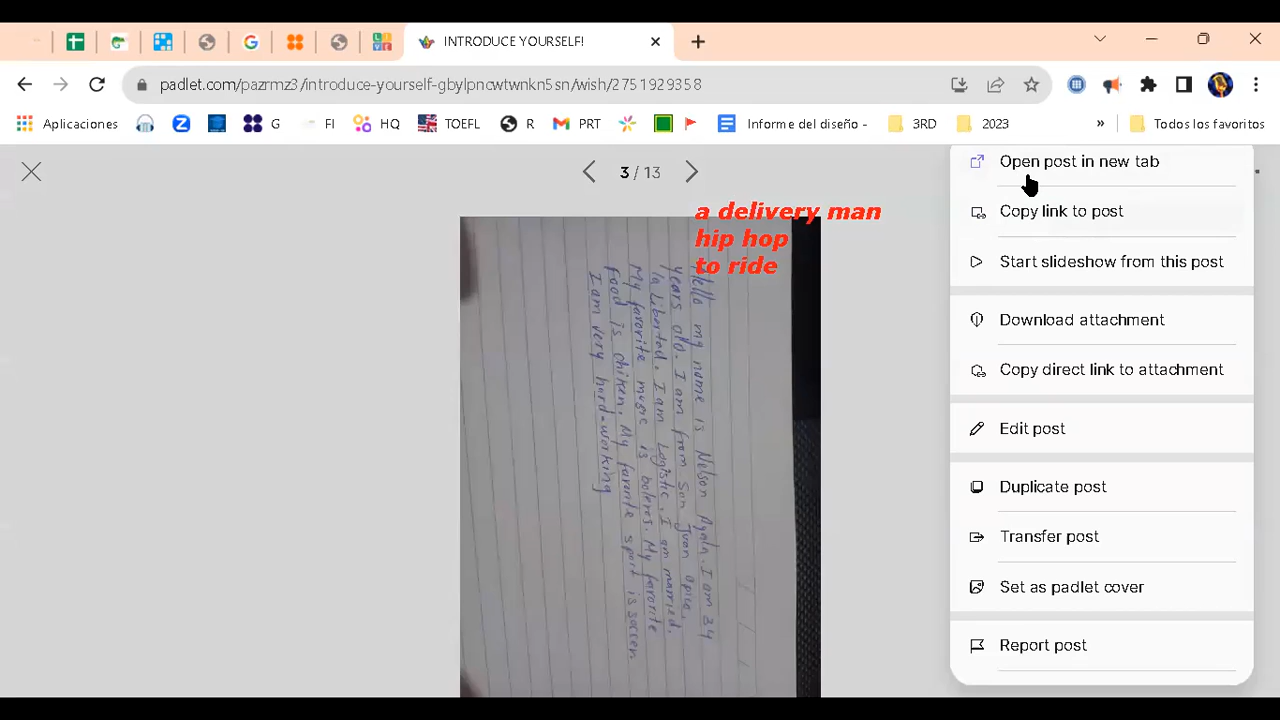 INTRODUCE YOURSELF!
padlet.com/pazrmz3/introduce-yourself-gbylpncwtwnkn5sn/wish/2751929358
Aplicaciones G FI HQ TOEFL R PRT Informe del diseño - 3RD 2023 » Todos los favoritos
3 / 13
a delivery man
hip hop
to ride
Hello my name is Nelson Ayala. I am 24
years old. I am from San Juan Opico,
la libertad. I am Logistic. I am married.
My favorite music is boleros. My favorite
food is chiken. My favorite sport is soccen
I am very hard-working
Open post in new tab
Copy link to post
Start slideshow from this post
Download attachment
Copy direct link to attachment
Edit post
Duplicate post
Transfer post
Set as padlet cover
Report post